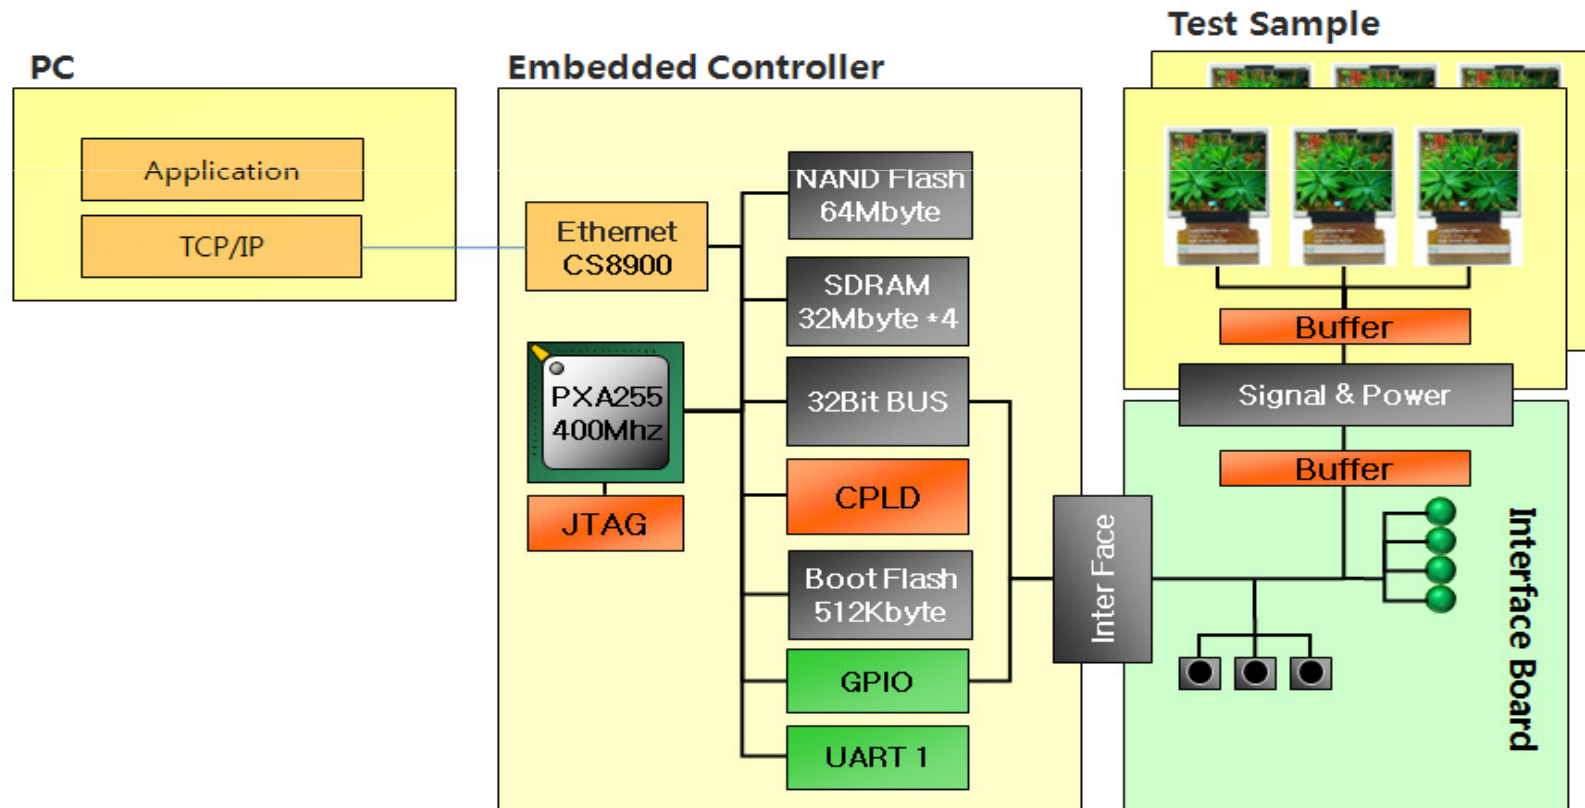 Test Sample
PC
Embedded Controller
Application
TCP/IP
Ethernet
CS8900
NAND Flash
64Mbyte
SDRAM
32Mbyte *4
PXA255
400Mhz
JTAG
32Bit BUS
CPLD
Boot Flash
512Kbyte
GPIO
UART 1
Inter Face
Buffer
Signal & Power
Buffer
Interface Board